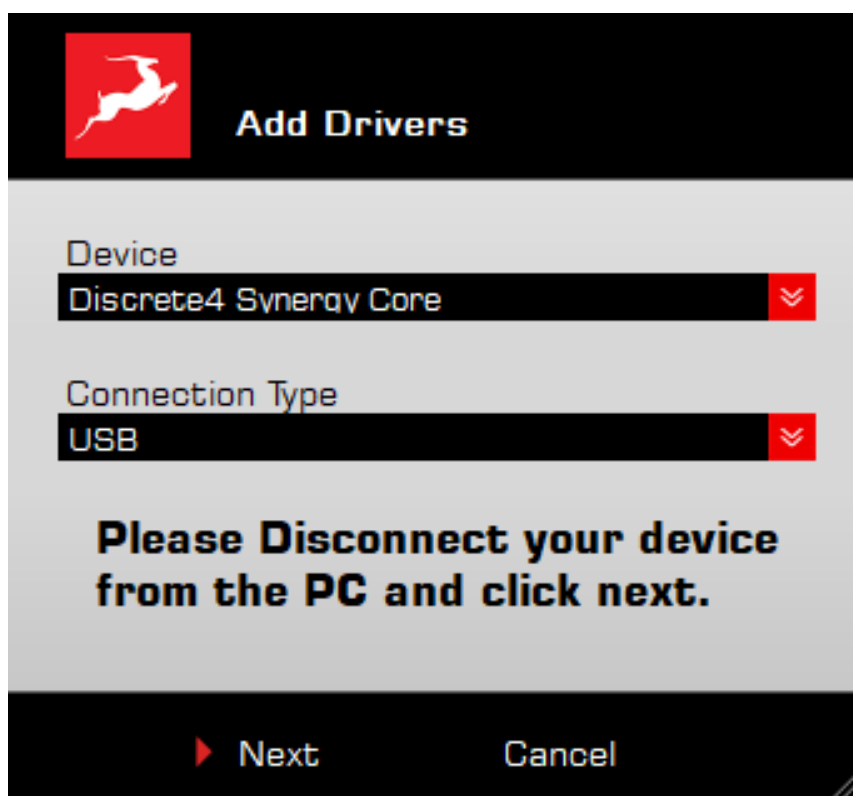 Add Drivers
Device
Discrete4 Synergy Core
Connection Type
USB
Please Disconnect your device
from the PC and click next.
Next
Cancel